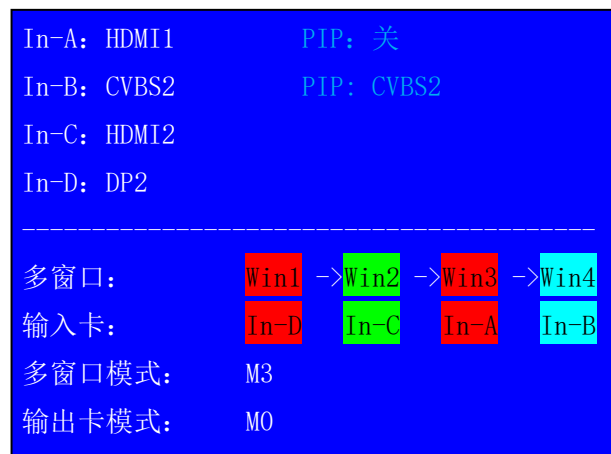 In-A：HDMI1 PIP：关
In-B：CVBS2 PIP：CVBS2
In-C：HDMI2
In-D：DP2
-----------------------------------------
多窗口： Win1 ->Win2 ->Win3 ->Win4
输入卡： In-D In-C In-A In-B
多窗口模式： M3
输出卡模式： M0